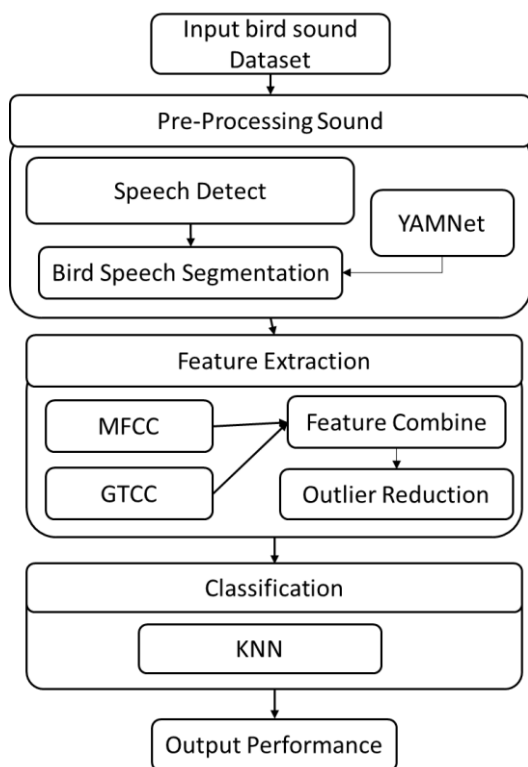 Input bird sound
Dataset
Pre-Processing Sound
Speech Detect
YAMNet
Bird Speech Segmentation
Feature Extraction
MFCC
Feature Combine
GTCC
Outlier Reduction
Classification
KNN
Output Performance